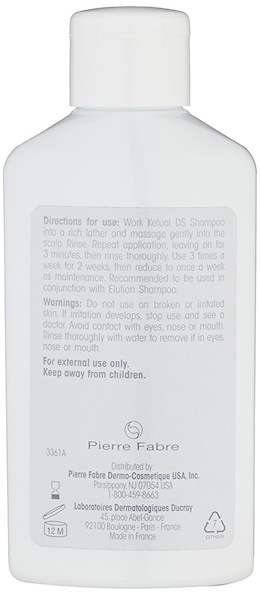 Directions for use: Work Kelual DS Shampoo
into a rich lather and massage gently into the
scalp. Rinse. Repeat application, leaving on for
3 minutes, then rinse thoroughly. Use 3 times a
week for 2 weeks, then reduce to once a week
as maintenance. Recommended to be used in
conjunction with Elution Shampoo.
Warnings: Do not use on broken or irritated
skin. If irritation develops, stop use and see a
doctor. Avoid contact with eyes, nose or mouth.
Rinse thoroughly with water to remove if in eyes,
nose or mouth.
For external use only.
Keep away from children.
Pierre Fabre
3361A
Distributed by:
Pierre Fabre Dermo-Cosmetique USA, Inc.
Parsippany, NJ 07054 USA
1-800-459-8663
Laboratoires Dermatologiques Ducray
45, place Abel-Gance
92100 Boulogne - Paris - France
Made in France
12 M
7
OTHER